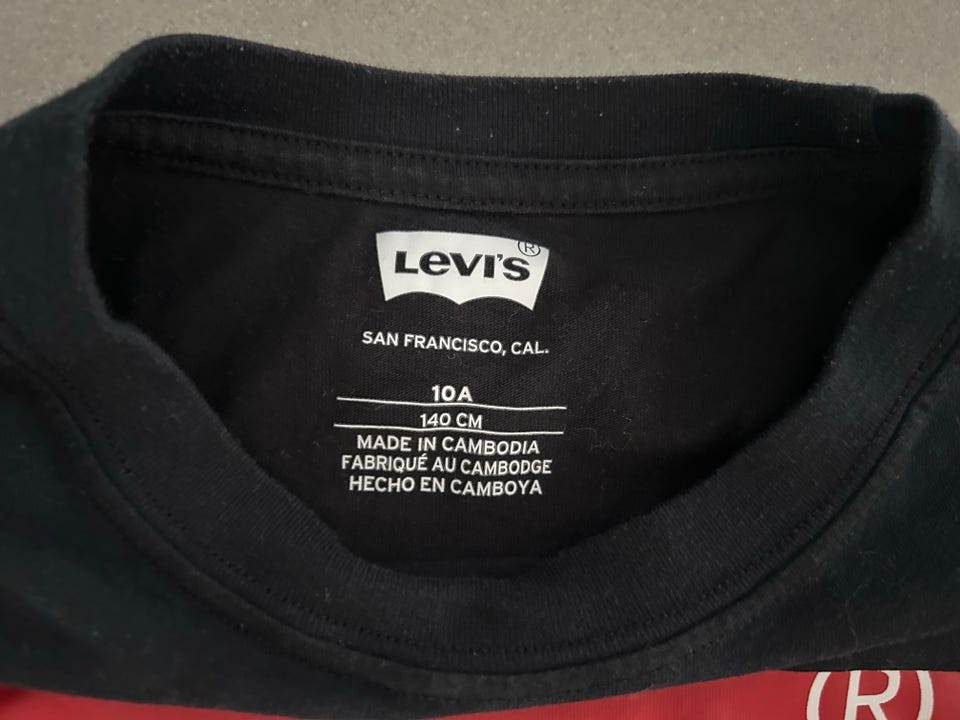 LEVI'S ®
SAN FRANCISCO, CAL.
10A
140 CM
MADE IN CAMBODIA
FABRIQUÉ AU CAMBODGE
HECHO EN CAMBOYA
®